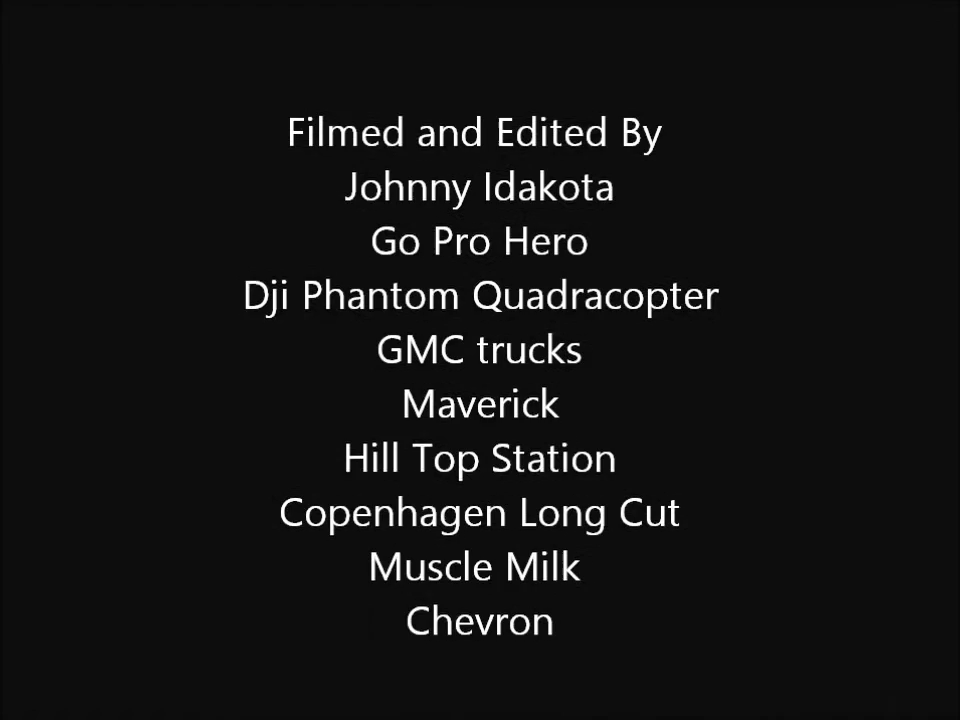 Filmed and Edited By
Johnny Idakota
Go Pro Hero
Dji Phantom Quadracopter
GMC trucks
Maverick
Hill Top Station
Copenhagen Long Cut
Muscle Milk
Chevron